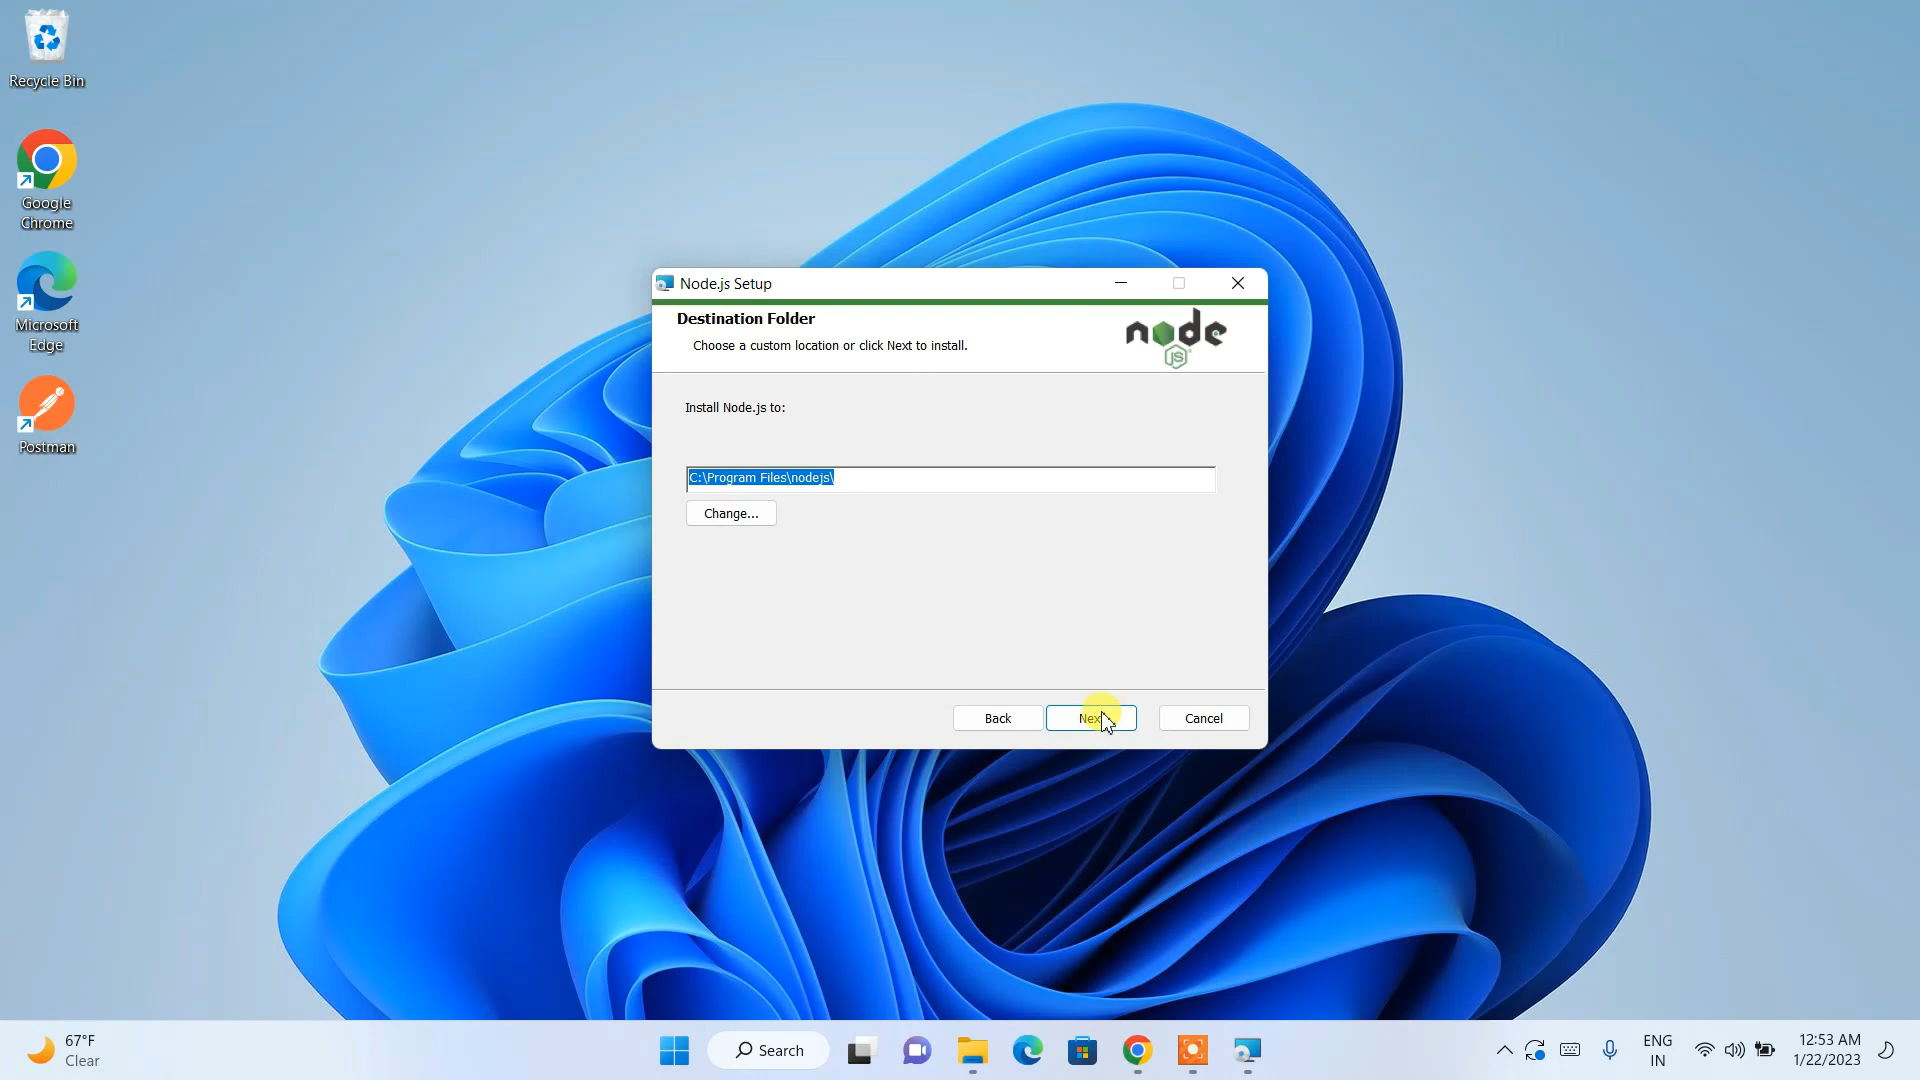 Recycle Bin
Google
Chrome
Microsoft
Edge
Postman
Node.js Setup
Destination Folder
Choose a custom location or click Next to install.
node
JS
Install Node.js to:
C:\Program Files\nodejs\
Change...
Back
Cancel
67°F
Clear
Search
ENG
IN
12:53 AM
1/22/2023